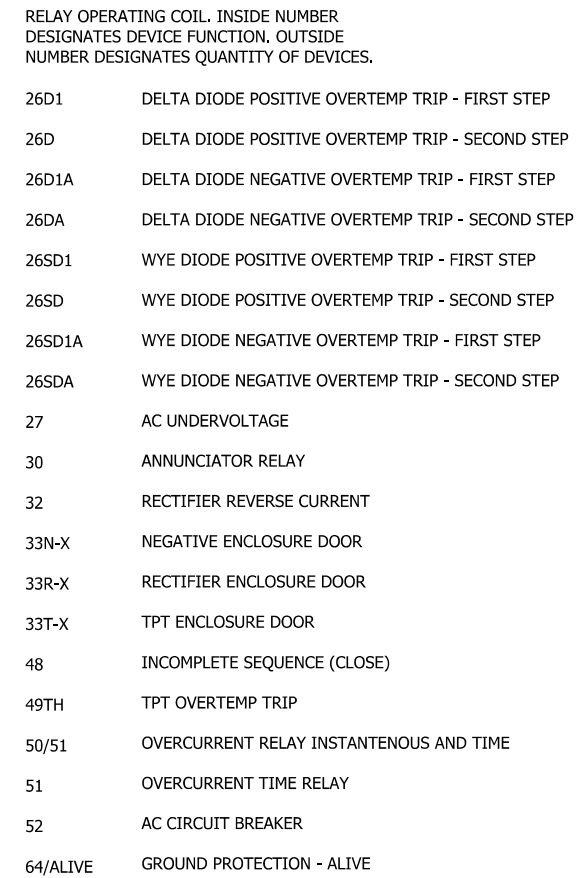 RELAY OPERATING COIL. INSIDE NUMBER
DESIGNATES DEVICE FUNCTION. OUTSIDE
NUMBER DESIGNATES QUANTITY OF DEVICES.
26D1 DELTA DIODE POSITIVE OVERTEMP TRIP - FIRST STEP
26D DELTA DIODE POSITIVE OVERTEMP TRIP - SECOND STEP
26D1A DELTA DIODE NEGATIVE OVERTEMP TRIP - FIRST STEP
26DA DELTA DIODE NEGATIVE OVERTEMP TRIP - SECOND STEP
26SD1 WYE DIODE POSITIVE OVERTEMP TRIP - FIRST STEP
26SD WYE DIODE POSITIVE OVERTEMP TRIP - SECOND STEP
26SD1A WYE DIODE NEGATIVE OVERTEMP TRIP - FIRST STEP
26SDA WYE DIODE NEGATIVE OVERTEMP TRIP - SECOND STEP
27 AC UNDERVOLTAGE
30 ANNUNCIATOR RELAY
32 RECTIFIER REVERSE CURRENT
33N-X NEGATIVE ENCLOSURE DOOR
33R-X RECTIFIER ENCLOSURE DOOR
33T-X TPT ENCLOSURE DOOR
48 INCOMPLETE SEQUENCE (CLOSE)
49TH TPT OVERTEMP TRIP
50/51 OVERCURRENT RELAY INSTANTENOUS AND TIME
51 OVERCURRENT TIME RELAY
52 AC CIRCUIT BREAKER
64/ALIVE GROUND PROTECTION - ALIVE